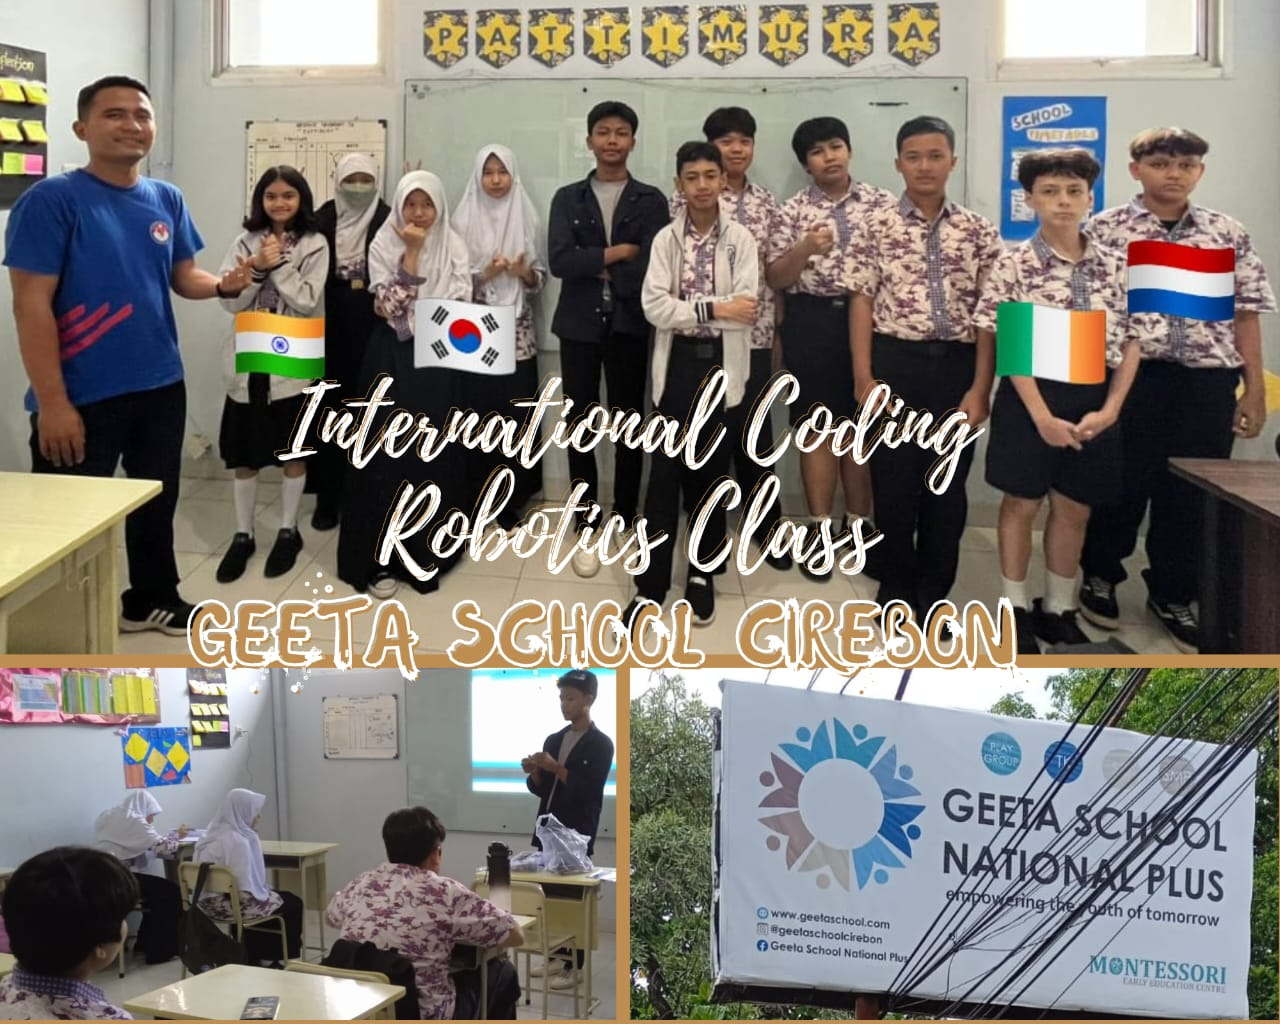 PATTIMURA
SCHOOL
TIMETABLE
International Coding
Robotics Class
GEETA SCHOOL CIREBON
PLAY
GROUP
TK
SMP
GEETA SCHOOL
NATIONAL PLUS
empowering the youth of tomorrow
www.geetaschool.com
@geetaschoolcirebon
Geeta School National Plus
MONTESSORI
EARLY EDUCATION CENTRE